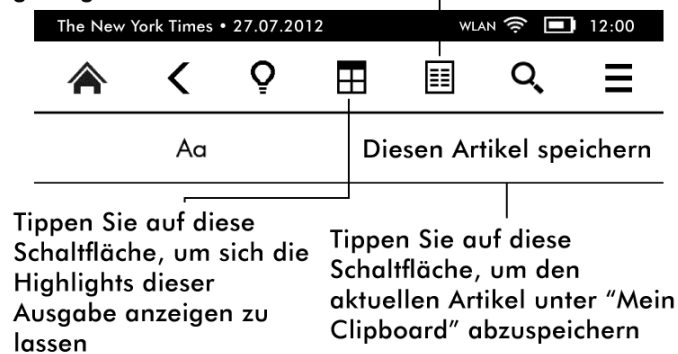 The New York Times • 27.07.2012 WLAN 12:00
Aa Diesen Artikel speichern
Tippen Sie auf diese
Schaltfläche, um sich die
Highlights dieser
Ausgabe anzeigen zu
lassen
Tippen Sie auf diese
Schaltfläche, um den
aktuellen Artikel unter “Mein
Clipboard” abzuspeichern